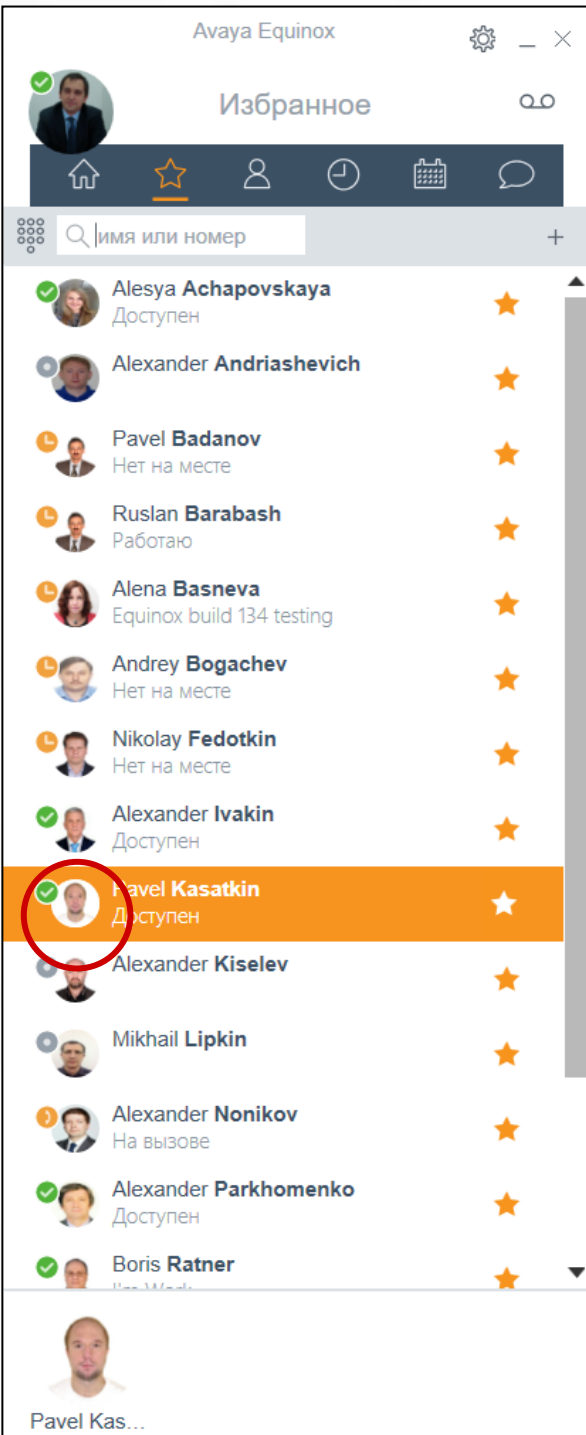 Avaya Equinox
Избранное
имя или номер
Alesya Achapovskaya
Доступен
Alexander Andriashevich
Pavel Badanov
Нет на месте
Ruslan Barabash
Работаю
Alena Basneva
Equinox build 134 testing
Andrey Bogachev
Нет на месте
Nikolay Fedotkin
Нет на месте
Alexander Ivakin
Доступен
Pavel Kasatkin
Доступен
Alexander Kiselev
Mikhail Lipkin
Alexander Nonikov
На вызове
Alexander Parkhomenko
Доступен
Boris Ratner
I'm Work
Pavel Kas...